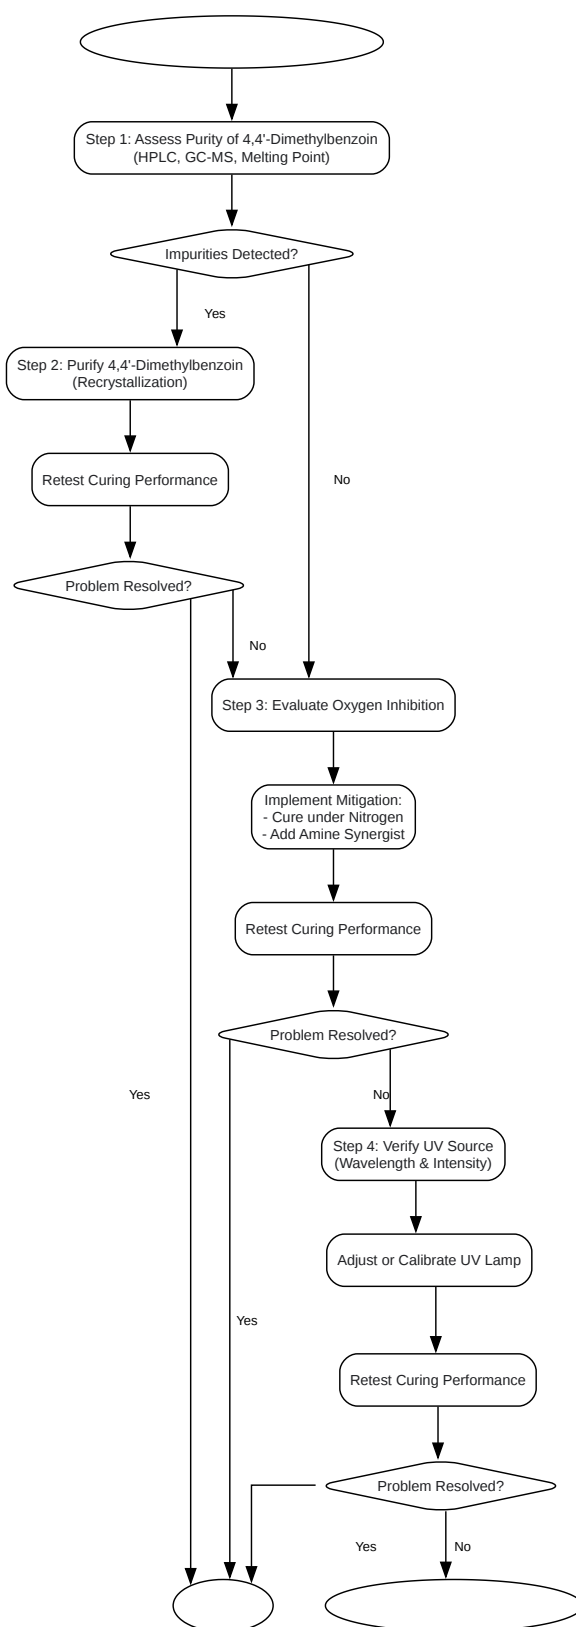 Step 1: Assess Purity of 4,4'-Dimethylbenzoin
(HPLC, GC-MS, Melting Point)
Impurities Detected?
Yes
Step 2: Purify 4,4'-Dimethylbenzoin
(Recrystallization)
Retest Curing Performance
No
Problem Resolved?
No
Step 3: Evaluate Oxygen Inhibition
Implement Mitigation:
- Cure under Nitrogen
- Add Amine Synergist
Retest Curing Performance
Problem Resolved?
Yes
No
Step 4: Verify UV Source
(Wavelength & Intensity)
Adjust or Calibrate UV Lamp
Yes
Retest Curing Performance
Problem Resolved?
Yes
No